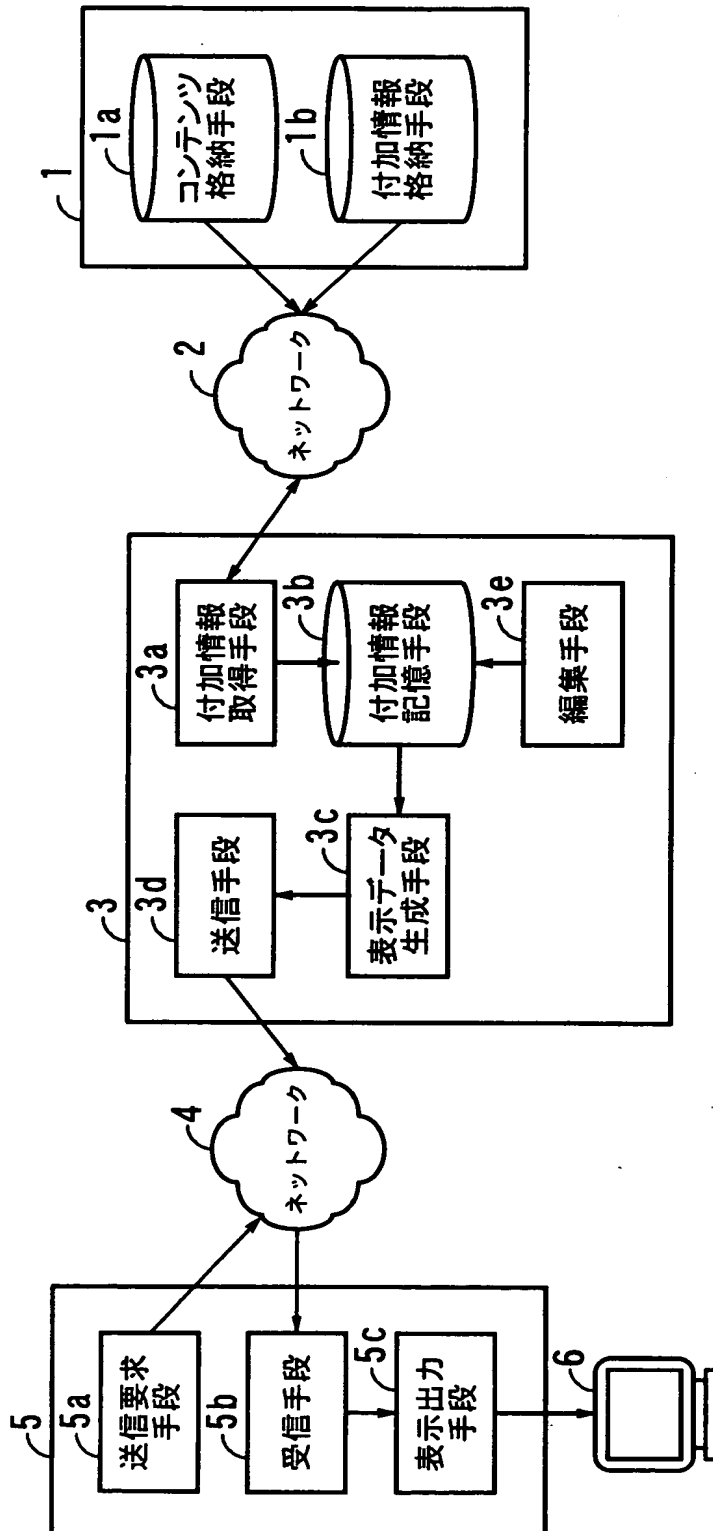 5
5a
送信要求
手段
5b
受信手段
5c
表示出力
手段
6
4
ネットワーク
3
3d
送信手段
3c
表示データ
生成手段
3a
付加情報
取得手段
3b
付加情報
記憶手段
3e
編集手段
2
ネットワーク
1
1a
コンテンツ
格納手段
1b
付加情報
格納手段